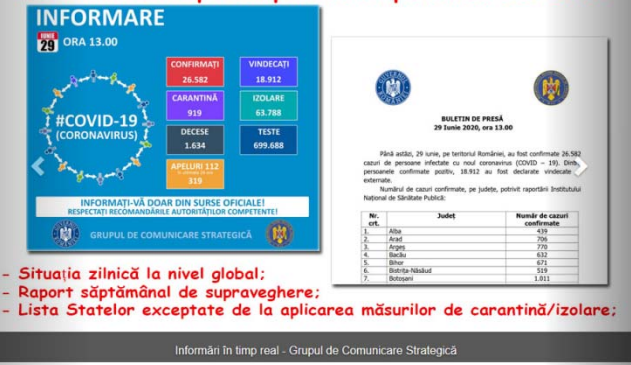 INFORMARE
IUNIE
29
ORA 13.00
CONFIRMAȚI
26.582
VINDECAȚI
18.912
CARANTINĂ
919
IZOLARE
63.788
DECESE
1.634
TESTE
699.688
APELURI 112
319
#COVID-19
(CORONAVIRUS)
INFORMAȚI-VĂ DOAR DIN SURSE OFICIALE!
RESPECTAȚI RECOMANDĂRILE AUTORITĂȚILOR COMPETENTE!
GRUPUL DE COMUNICARE STRATEGICĂ
BULETIN DE PRESĂ
29 Iunie 2020, ora 13.00
Până astăzi, 29 iunie, pe teritoriul României, au fost confirmate 26.582
cazuri de persoane infectate cu noul coronavirus (COVID – 19). Dintre
persoanele confirmate pozitiv, 18.912 au fost declarate vindecate
externate.
Numărul de cazuri confirmate, pe județe, potrivit raportării Institutului
Național de Sănătate Publică:
Nr. crt. Județ Număr de cazuri confirmate
1. Alba 439
2. Arad 706
3. Argeș 770
4. Bacău 632
5. Bihor 671
6. Bistrița-Năsăud 519
7. Botoșani 1.011
- Situația zilnică la nivel global;
- Raport săptămânal de supraveghere;
- Lista Statelor exceptate de la aplicarea măsurilor de carantină/izolare;
Informări în timp real - Grupul de Comunicare Strategică